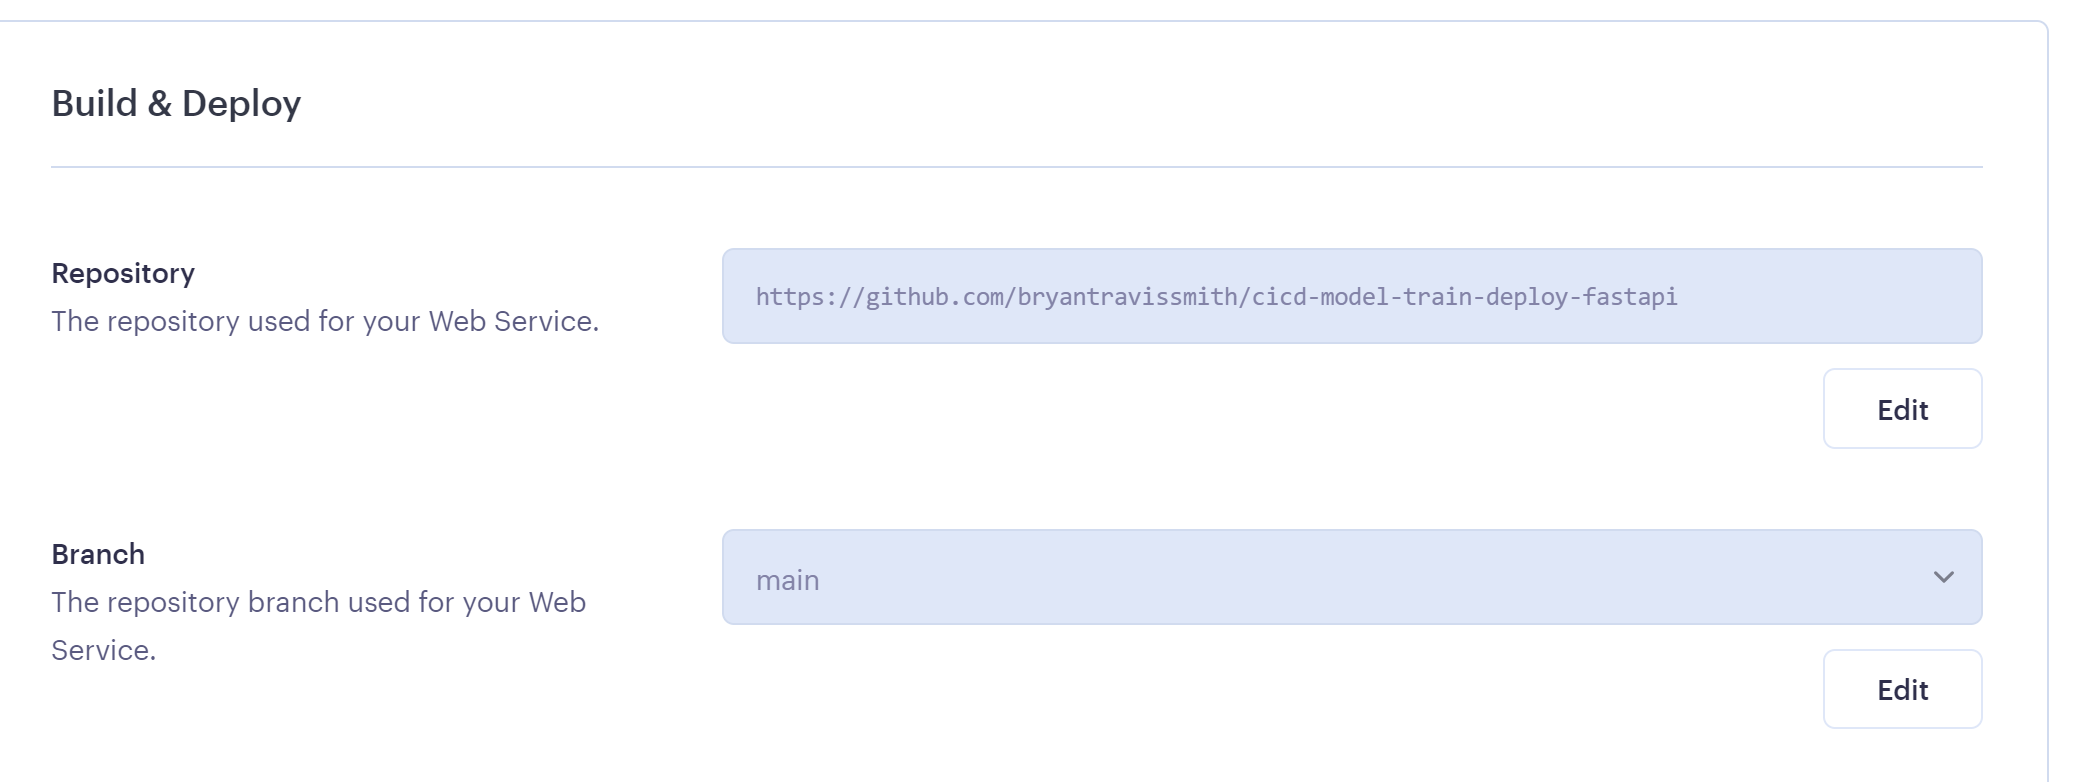 Build & Deploy
Repository
The repository used for your Web Service.
https://github.com/bryantravissmith/cicd-model-train-deploy-fastapi
Edit
Branch
The repository branch used for your Web
Service.
main
Edit